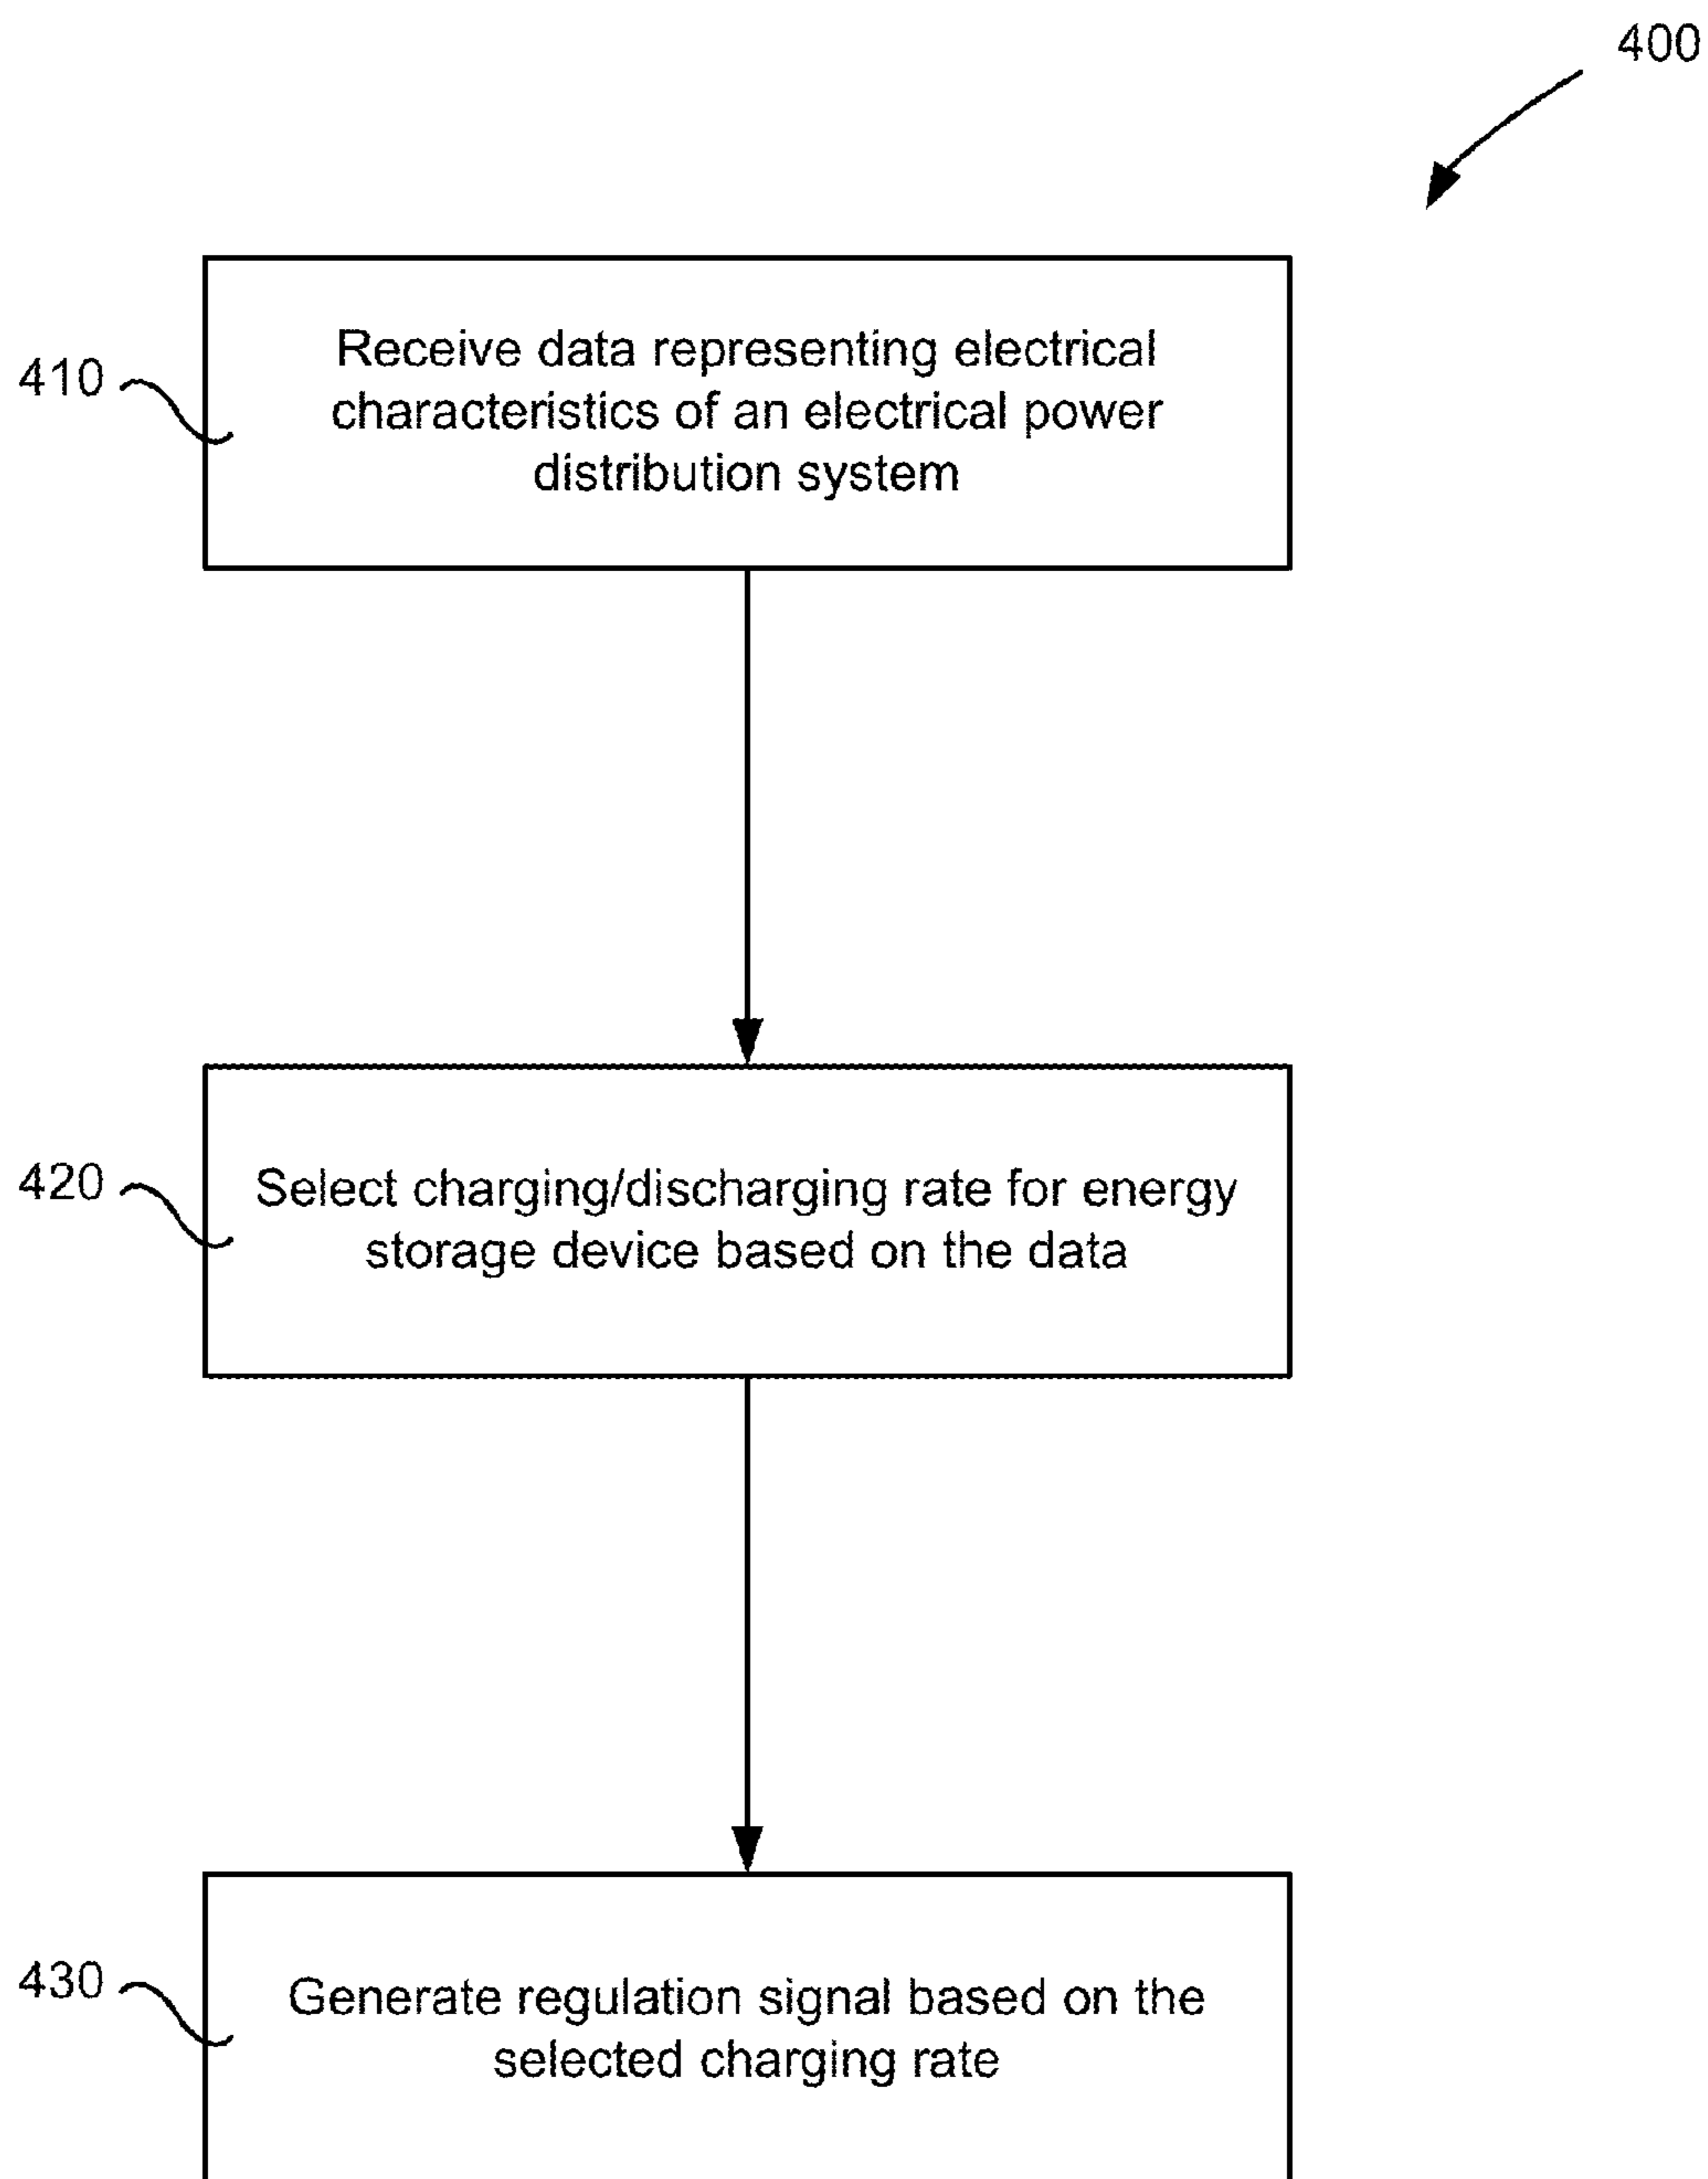 400
410
Receive data representing electrical
characteristics of an electrical power
distribution system
420
Select charging/discharging rate for energy
storage device based on the data
430
Generate regulation signal based on the
selected charging rate